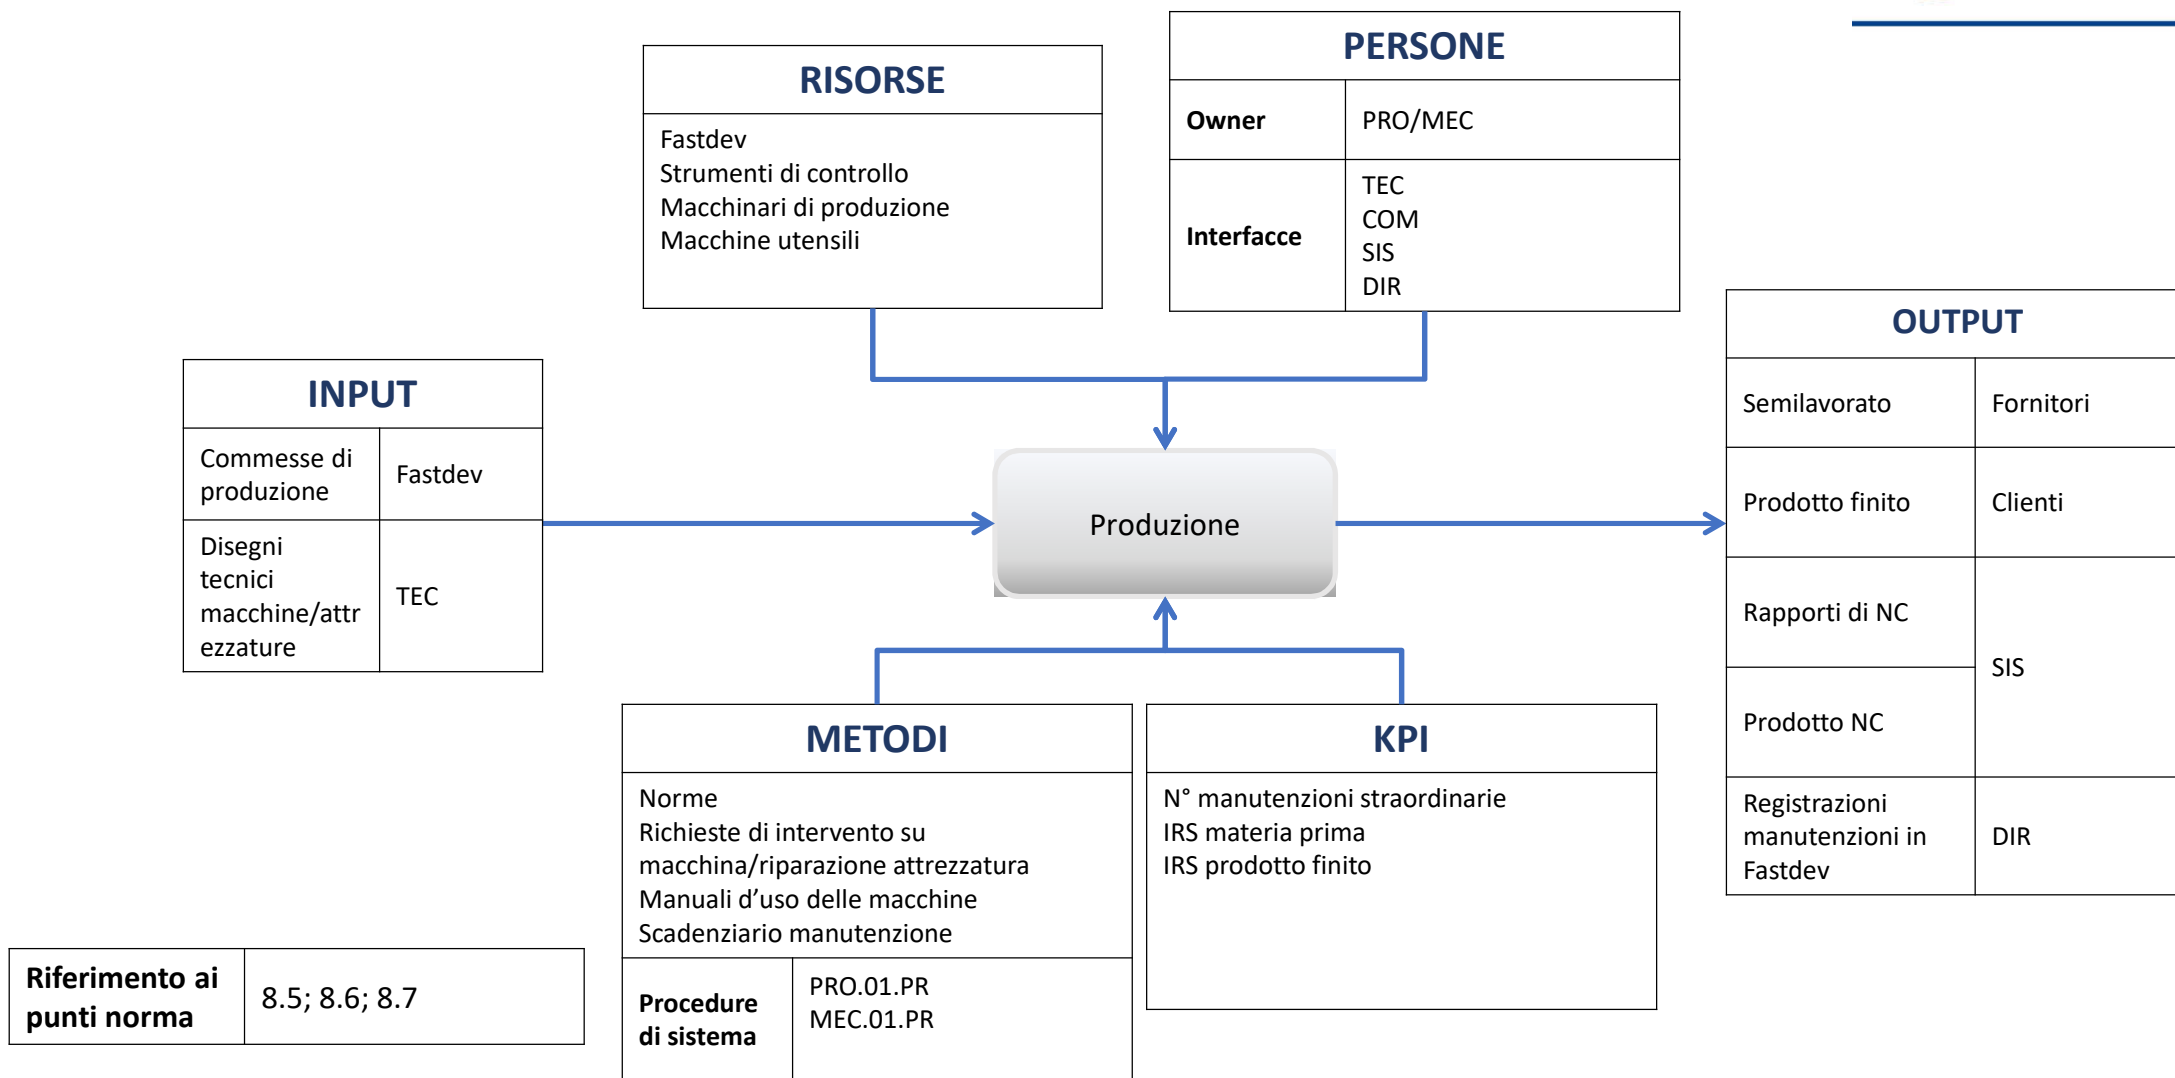 RISORSE
Fastdev
Strumenti di controllo
Macchinari di produzione
Macchine utensili
PERSONE
Owner
PRO/MEC
Interfacce
TEC
COM
SIS
DIR
INPUT
Commesse di
produzione
Fastdev
Disegni
tecnici
macchine/attr
ezzature
TEC
Produzione
OUTPUT
Semilavorato
Fornitori
Prodotto finito
Clienti
Rapporti di NC
SIS
Prodotto NC
Registrazioni
manutenzioni in
Fastdev
DIR
METODI
Norme
Richieste di intervento su
macchina/riparazione attrezzatura
Manuali d’uso delle macchine
Scadenziario manutenzione
Procedure
di sistema
PRO.01.PR
MEC.01.PR
KPI
N° manutenzioni straordinarie
IRS materia prima
IRS prodotto finito
Riferimento ai
punti norma
8.5; 8.6; 8.7